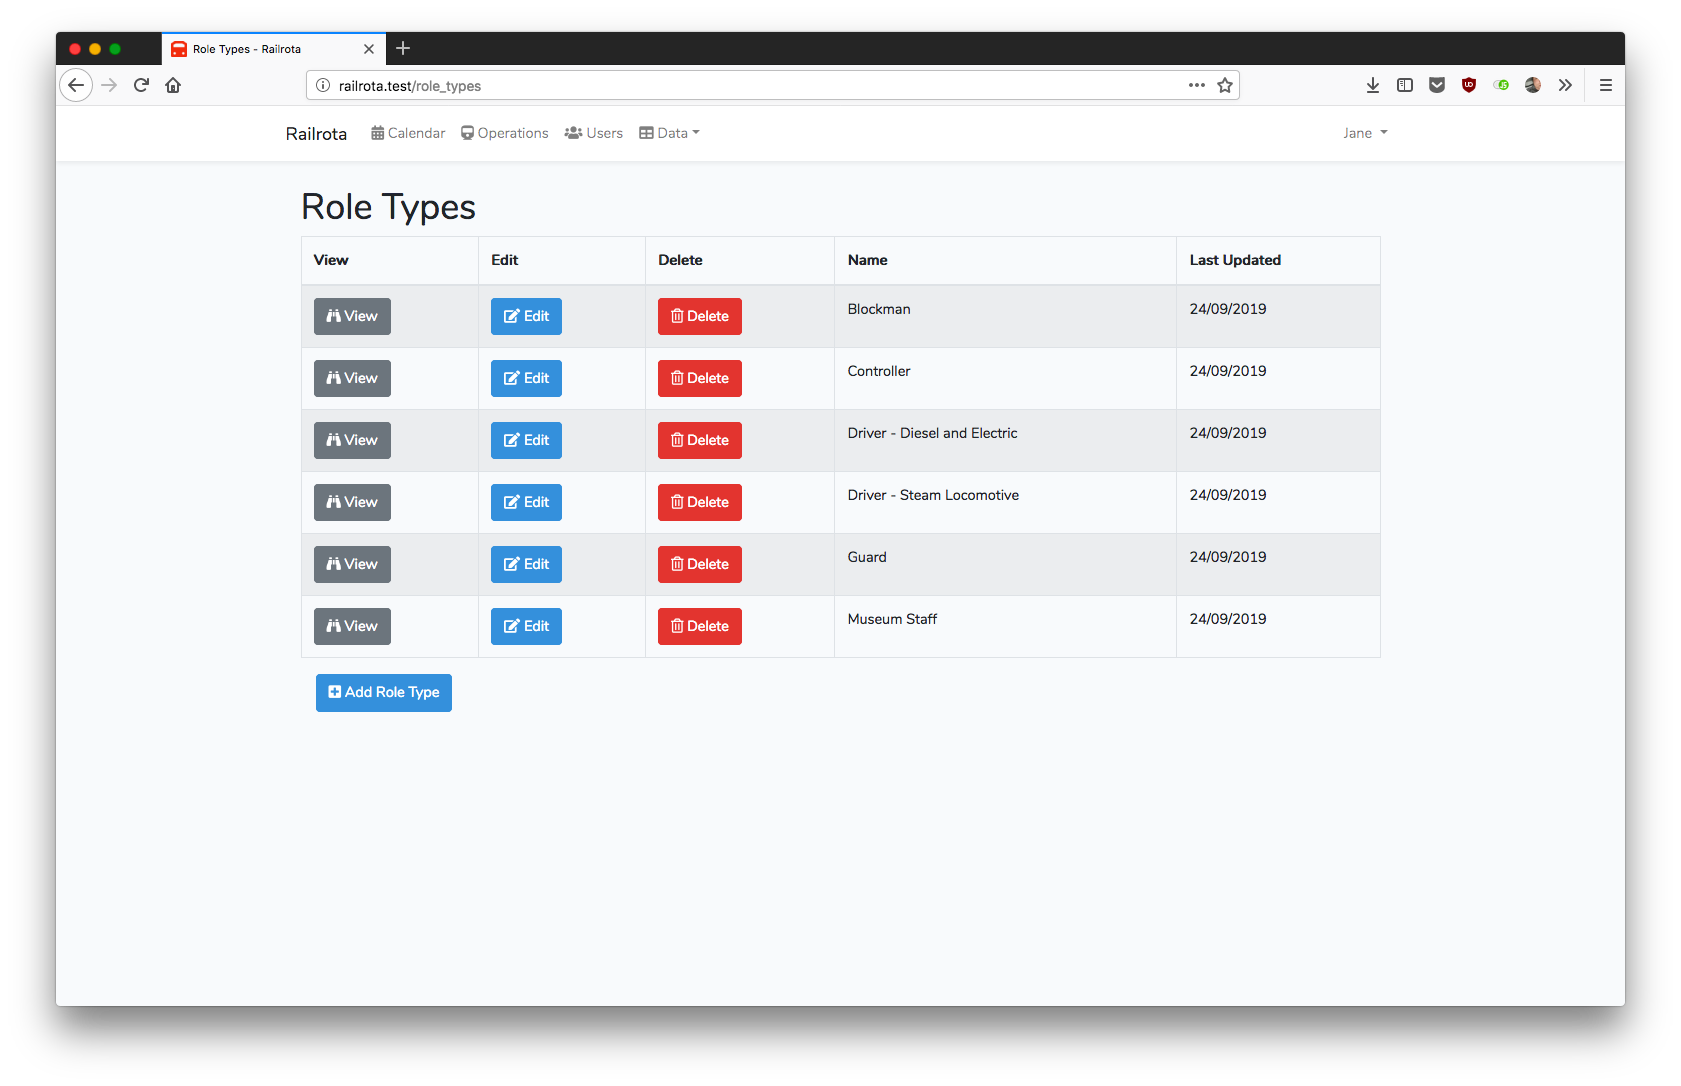 Role Types - Railrota
railrota.test/role_types
Railrota Calendar Operations Users Data Jane
Role Types
View Edit Delete Name Last Updated
View Edit Delete Blockman 24/09/2019
View Edit Delete Controller 24/09/2019
View Edit Delete Driver - Diesel and Electric 24/09/2019
View Edit Delete Driver - Steam Locomotive 24/09/2019
View Edit Delete Guard 24/09/2019
View Edit Delete Museum Staff 24/09/2019
Add Role Type